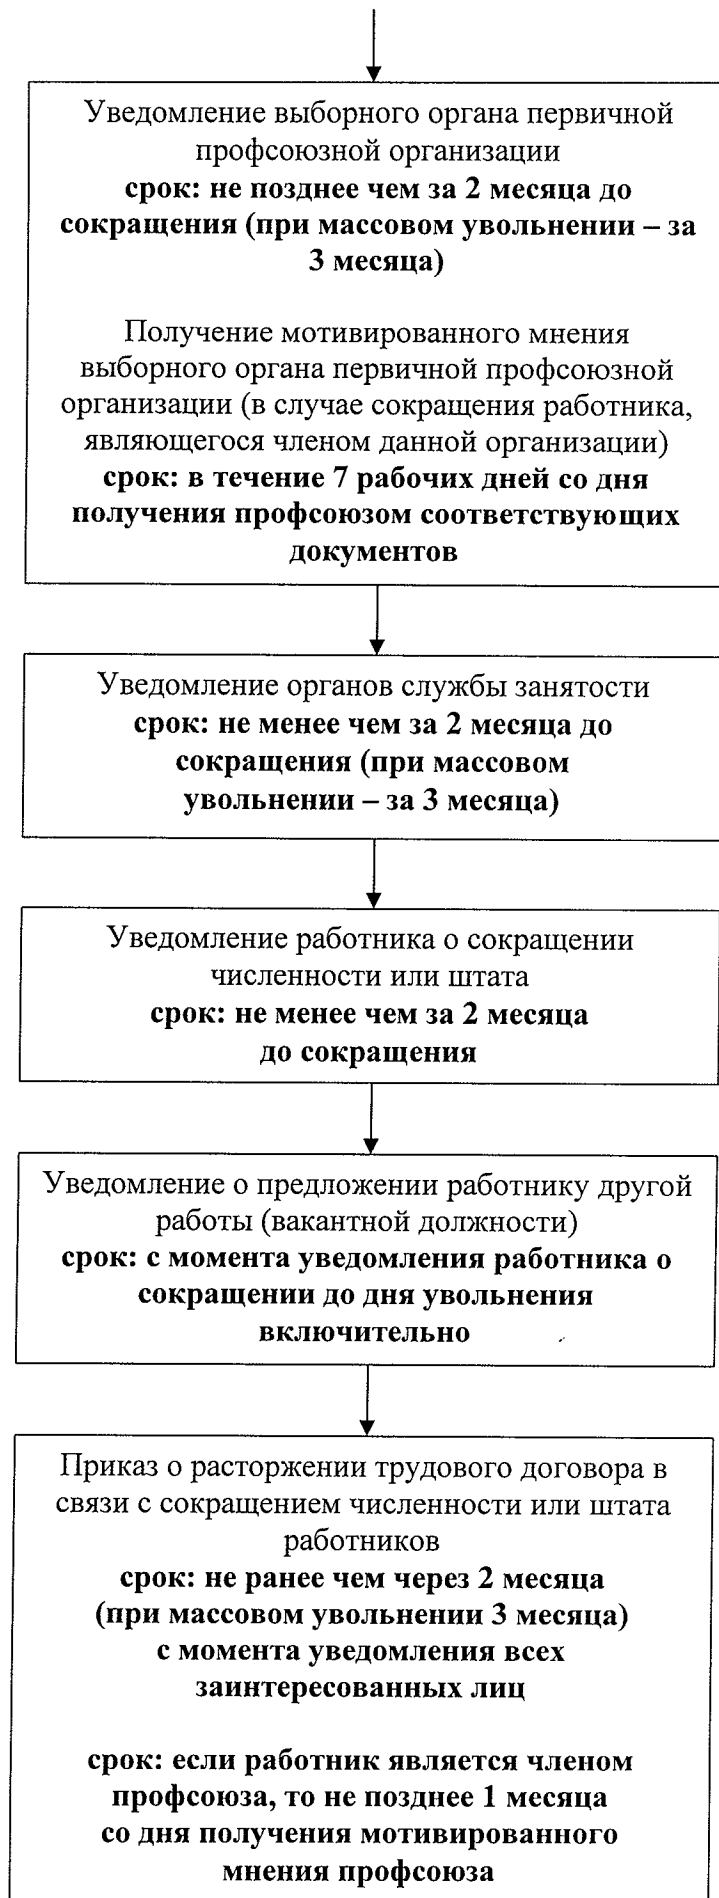 Уведомление выборного органа первичной
профсоюзной организации
срок: не позднее чем за 2 месяца до
сокращения (при массовом увольнении – за
3 месяца)
Получение мотивированного мнения
выборного органа первичной профсоюзной
организации (в случае сокращения работника,
являющегося членом данной организации)
срок: в течение 7 рабочих дней со дня
получения профсоюзом соответствующих
документов
Уведомление органов службы занятости
срок: не менее чем за 2 месяца до
сокращения (при массовом
увольнении – за 3 месяца)
Уведомление работника о сокращении
численности или штата
срок: не менее чем за 2 месяца
до сокращения
Уведомление о предложении работнику другой
работы (вакантной должности)
срок: с момента уведомления работника о
сокращении до дня увольнения
включительно
Приказ о расторжении трудового договора в
связи с сокращением численности или штата
работников
срок: не ранее чем через 2 месяца
(при массовом увольнении 3 месяца)
с момента уведомления всех
заинтересованных лиц
срок: если работник является членом
профсоюза, то не позднее 1 месяца
со дня получения мотивированного
мнения профсоюза